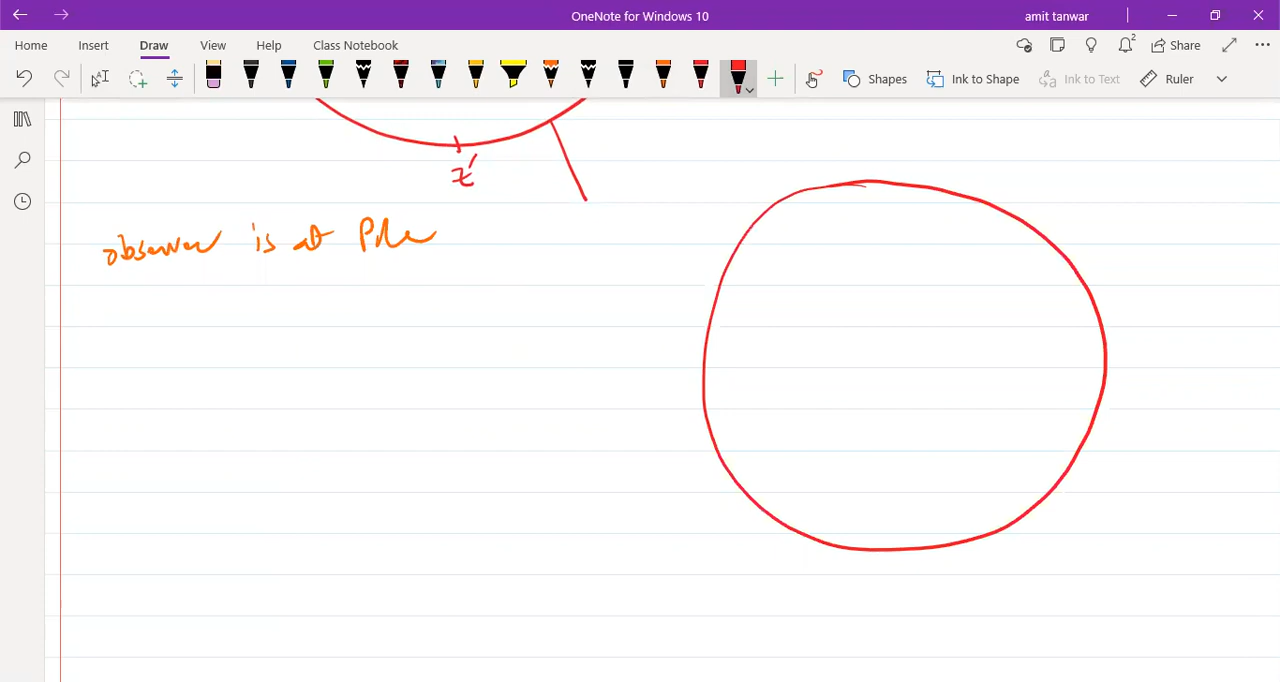 OneNote for Windows 10
amit tanwar
Home Insert Draw View Help Class Notebook
2
Share
Shapes
Ink to Shape
Ink to Text
Ruler
z'
observer is at Pole